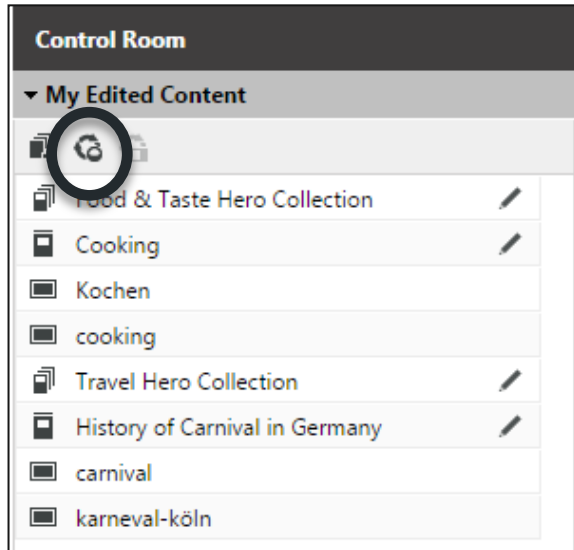 Control Room
My Edited Content
Food & Taste Hero Collection
Cooking
Kochen
cooking
Travel Hero Collection
History of Carnival in Germany
carnival
karneval-köln